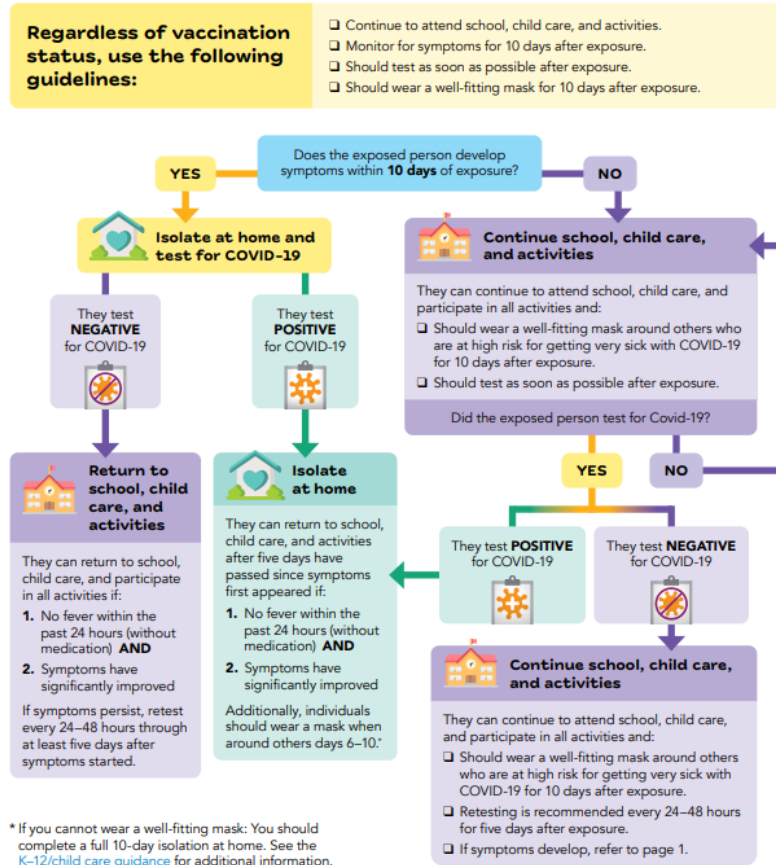 Regardless of vaccination
status, use the following
guidelines:
❑ Continue to attend school, child care, and activities.
❑ Monitor for symptoms for 10 days after exposure.
❑ Should test as soon as possible after exposure.
❑ Should wear a well-fitting mask for 10 days after exposure.
Does the exposed person develop
symptoms within 10 days of exposure?
YES
NO
Isolate at home and
test for COVID-19
They test
NEGATIVE
for COVID-19
They test
POSITIVE
for COVID-19
Return to
school, child
care, and
activities
They can return to school,
child care, and participate
in all activities if:
1. No fever within the
past 24 hours (without
medication) AND
2. Symptoms have
significantly improved
If symptoms persist, retest
every 24–48 hours through
at least five days after
symptoms started.
Isolate
at home
They can return to school,
child care, and activities
after five days have
passed since symptoms
first appeared if:
1. No fever within the
past 24 hours (without
medication) AND
2. Symptoms have
significantly improved
Additionally, individuals
should wear a mask when
around others days 6–10.*
Continue school, child care,
and activities
They can continue to attend school, child care, and
participate in all activities and:
❑ Should wear a well-fitting mask around others who
are at high risk for getting very sick with COVID-19
for 10 days after exposure.
❑ Should test as soon as possible after exposure.
Did the exposed person test for Covid-19?
YES
NO
They test POSITIVE
for COVID-19
They test NEGATIVE
for COVID-19
Continue school, child care,
and activities
They can continue to attend school, child care,
and participate in all activities and:
❑ Should wear a well-fitting mask around others
who are at high risk for getting very sick with
COVID-19 for 10 days after exposure.
❑ Retesting is recommended every 24–48 hours
for five days after exposure.
❑ If symptoms develop, refer to page 1.
* If you cannot wear a well-fitting mask: You should
complete a full 10-day isolation at home. See the
K–12/child care guidance for additional information.